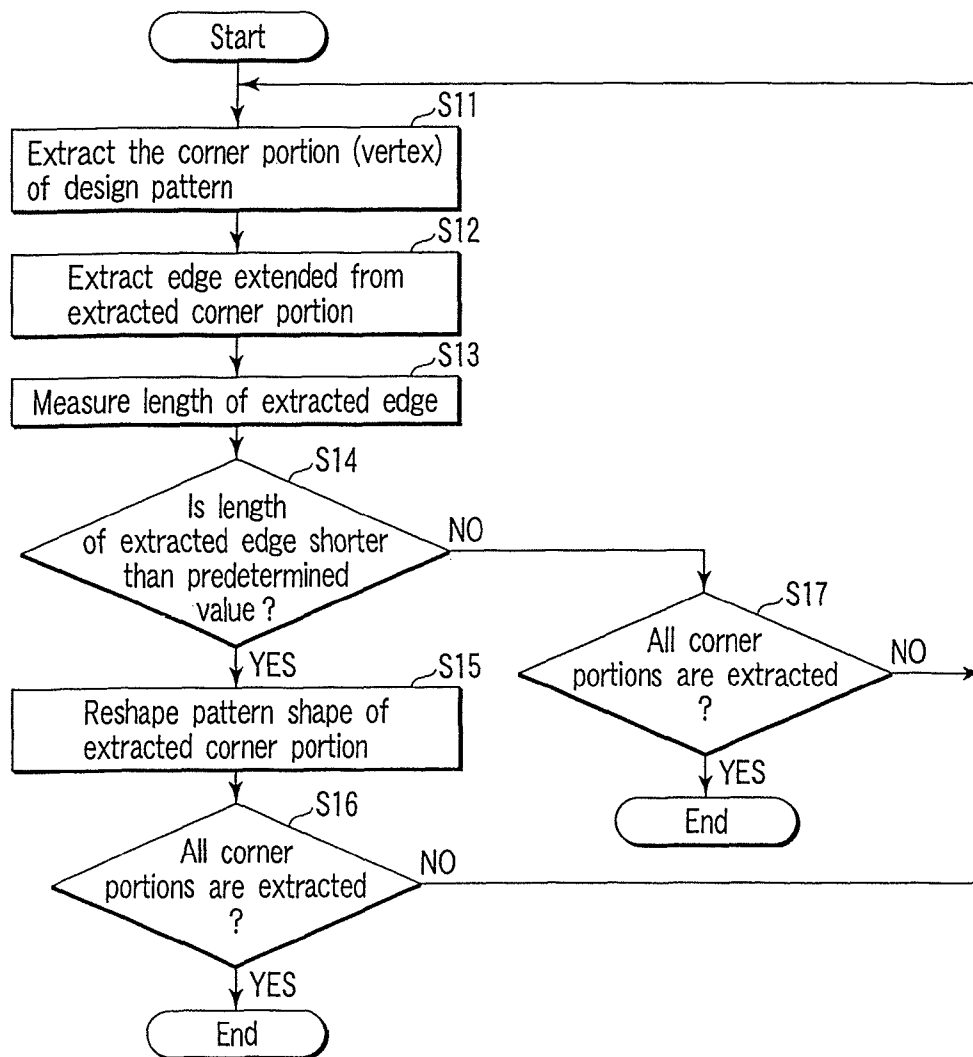 Start
S11
Extract the corner portion (vertex)
of design pattern
S12
Extract edge extended from
extracted corner portion
S13
Measure length of extracted edge
S14
Is length
of extracted edge shorter
than predetermined
value ?
NO
YES
S17
All corner
portions are extracted
?
NO
YES
End
S15
Reshape pattern shape of
extracted corner portion
S16
All corner
portions are extracted
?
NO
YES
End